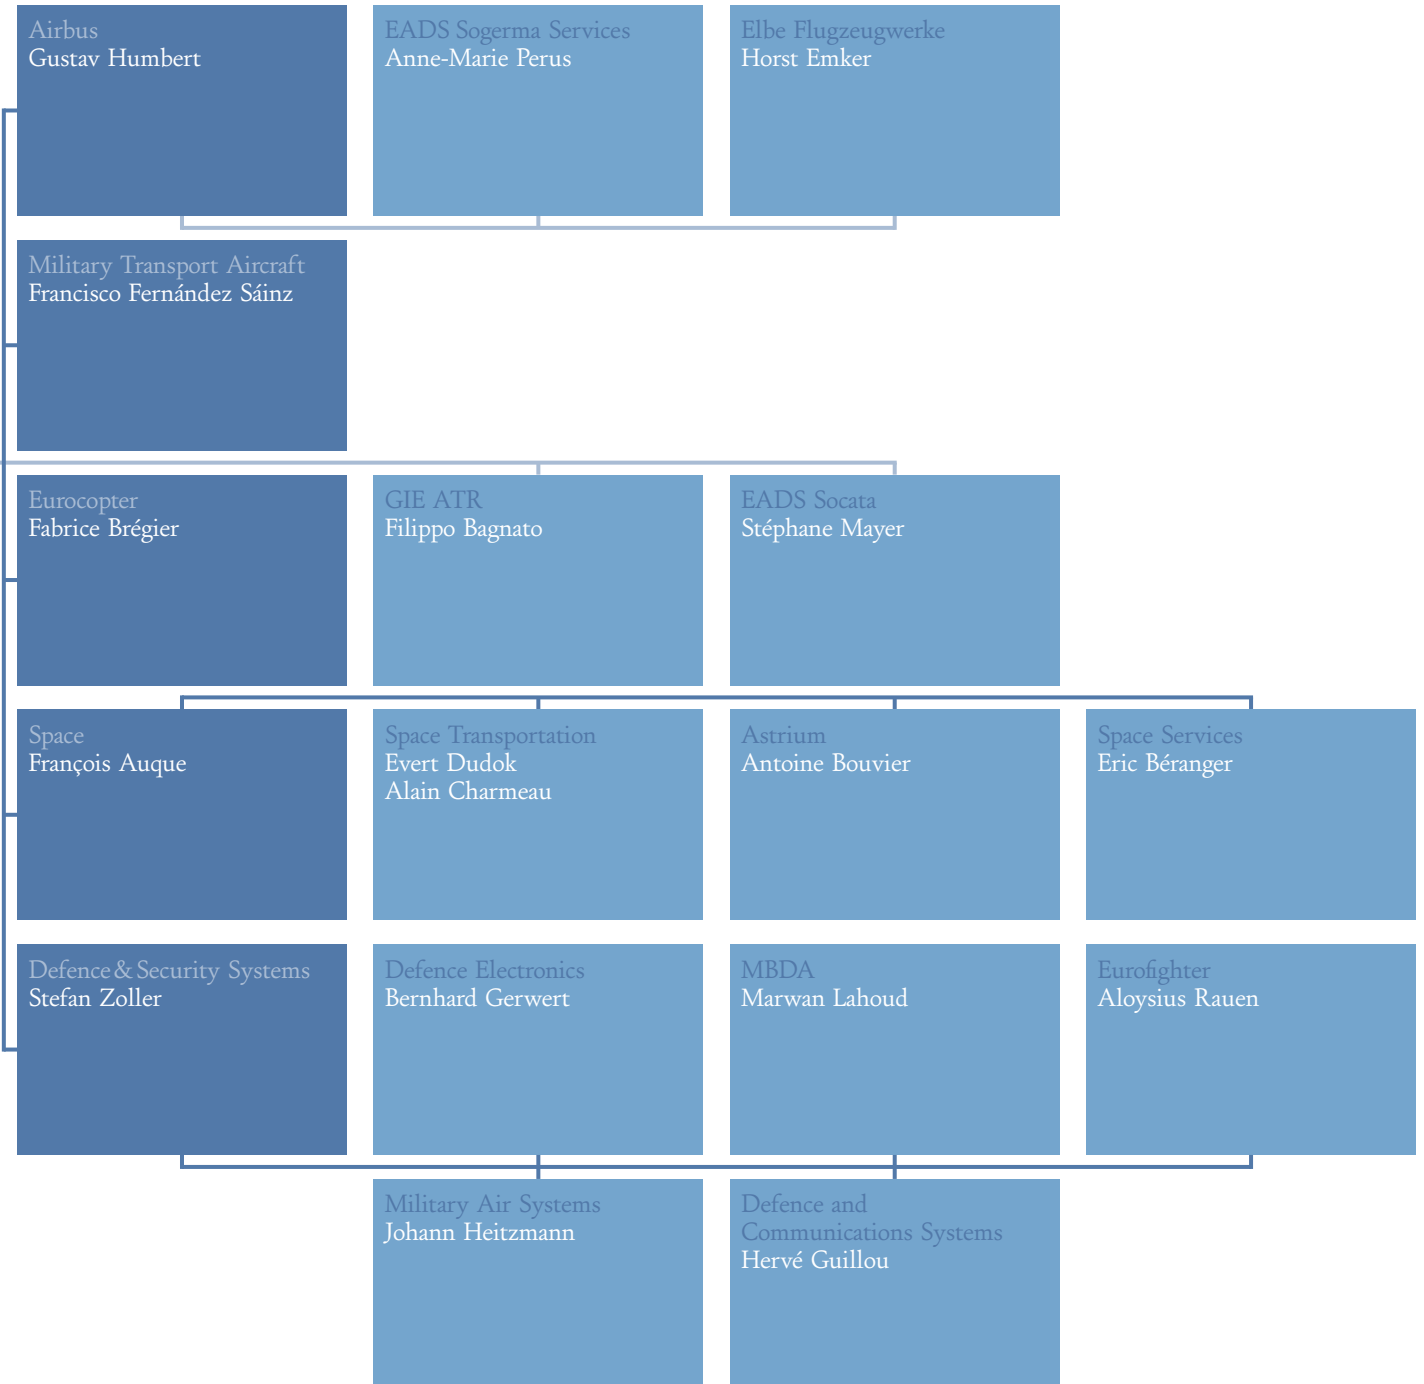 Airbus
Gustav Humbert
EADS Sogerma Services
Anne-Marie Perus
Elbe Flugzeugwerke
Horst Emker
Military Transport Aircraft
Francisco Fernández Sáinz
Eurocopter
Fabrice Brégier
GIE ATR
Filippo Bagnato
EADS Socata
Stéphane Mayer
Space
François Auque
Space Transportation
Evert Dudok
Alain Charmeau
Astrium
Antoine Bouvier
Space Services
Eric Béranger
Defence & Security Systems
Stefan Zoller
Defence Electronics
Bernhard Gerwert
MBDA
Marwan Lahoud
Eurofighter
Aloysius Rauen
Military Air Systems
Johann Heitzmann
Defence and
Communications Systems
Hervé Guillou